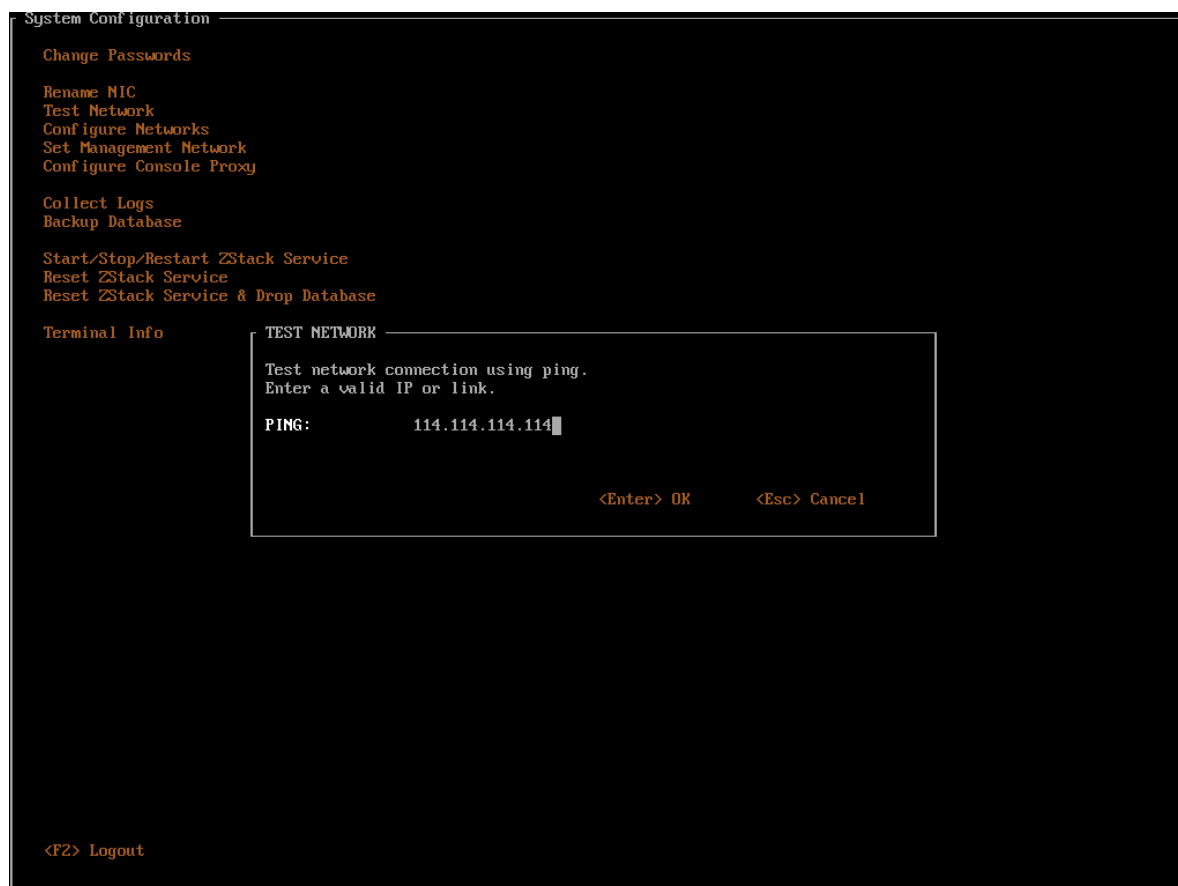 System Configuration
Change Passwords
Rename NIC
Test Network
Configure Networks
Set Management Network
Configure Console Proxy
Collect Logs
Backup Database
Start/Stop/Restart ZStack Service
Reset ZStack Service
Reset ZStack Service & Drop Database
Terminal Info
TEST NETWORK
Test network connection using ping.
Enter a valid IP or link.
PING: 114.114.114.114
<Enter> OK <Esc> Cancel
<F2> Logout